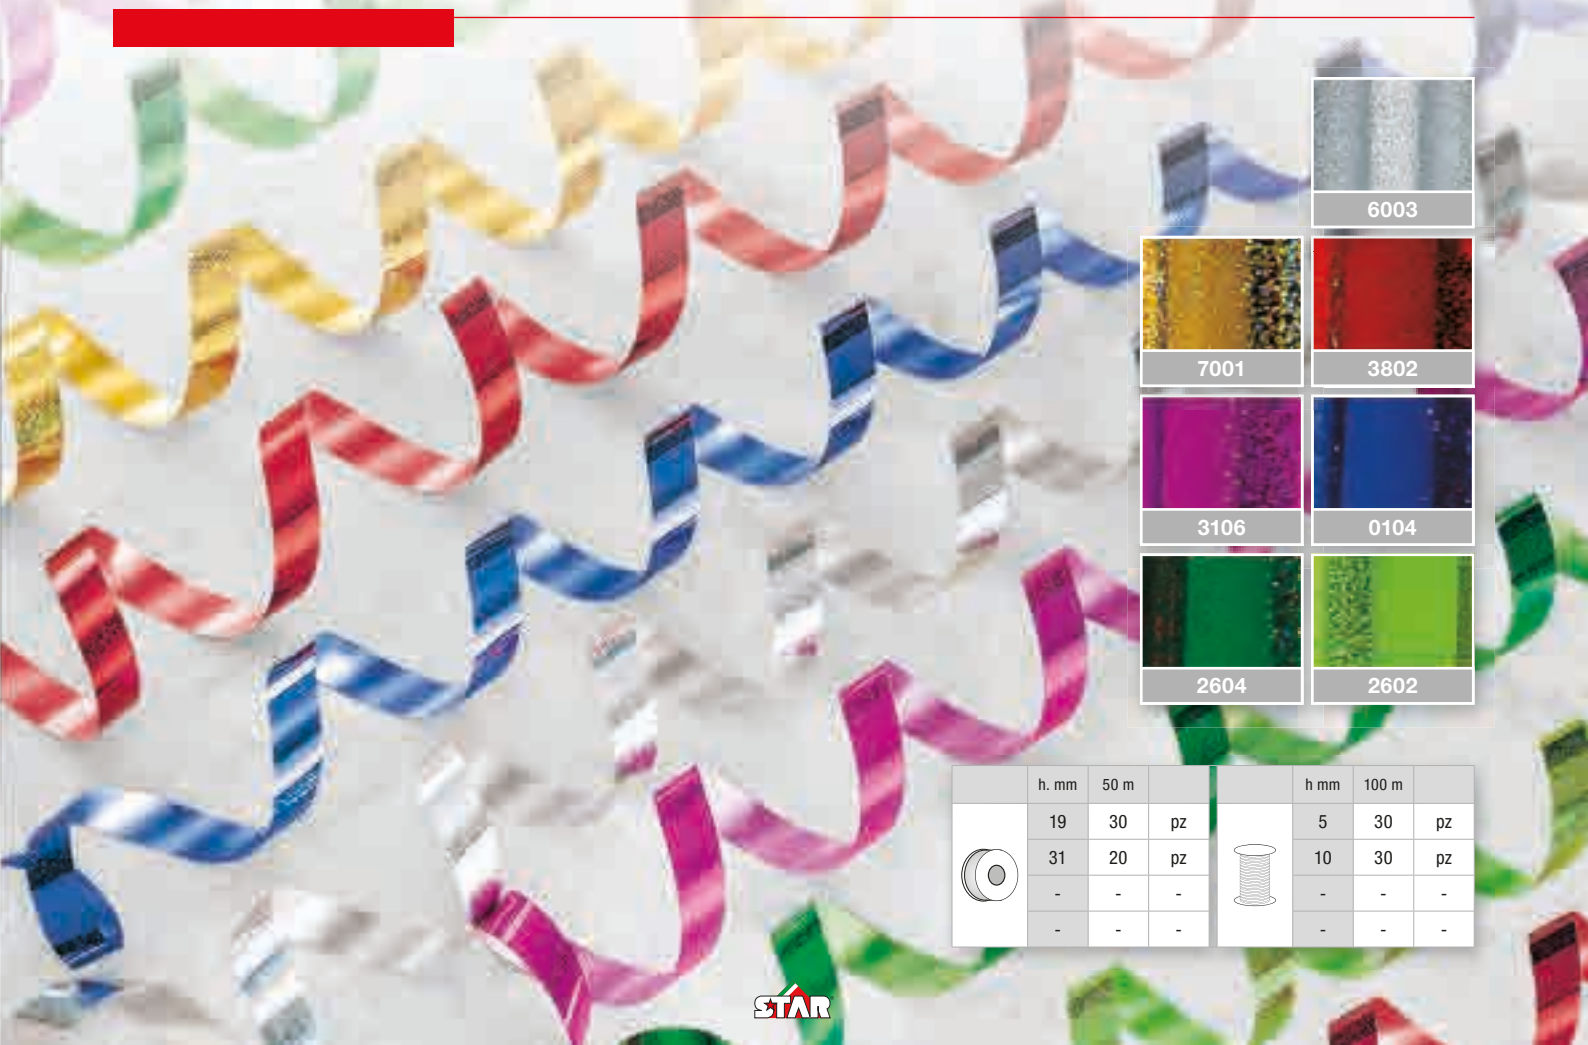 6003
7001 3802
3106 0104
2604 2602
h. mm 50 m
19 30 pz
31 20 pz
- - -
- - -
h mm 100 m
5 30 pz
10 30 pz
- - -
- - -
STAR